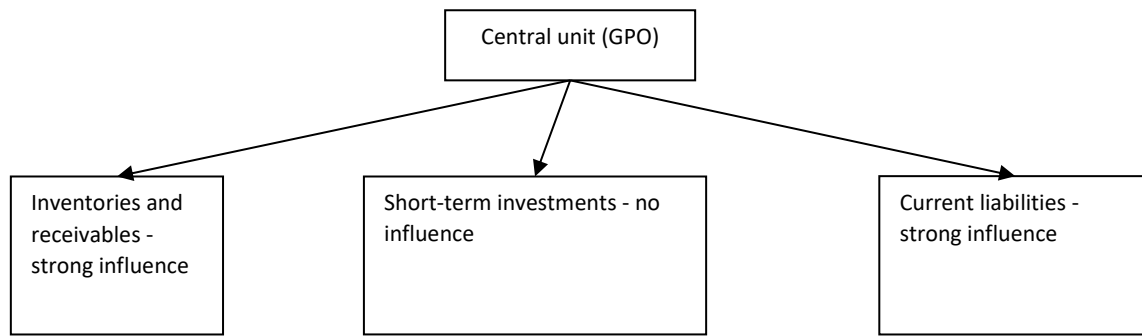 Central unit (GPO)
Inventories and
receivables -
strong influence
Short-term investments - no
influence
Current liabilities -
strong influence